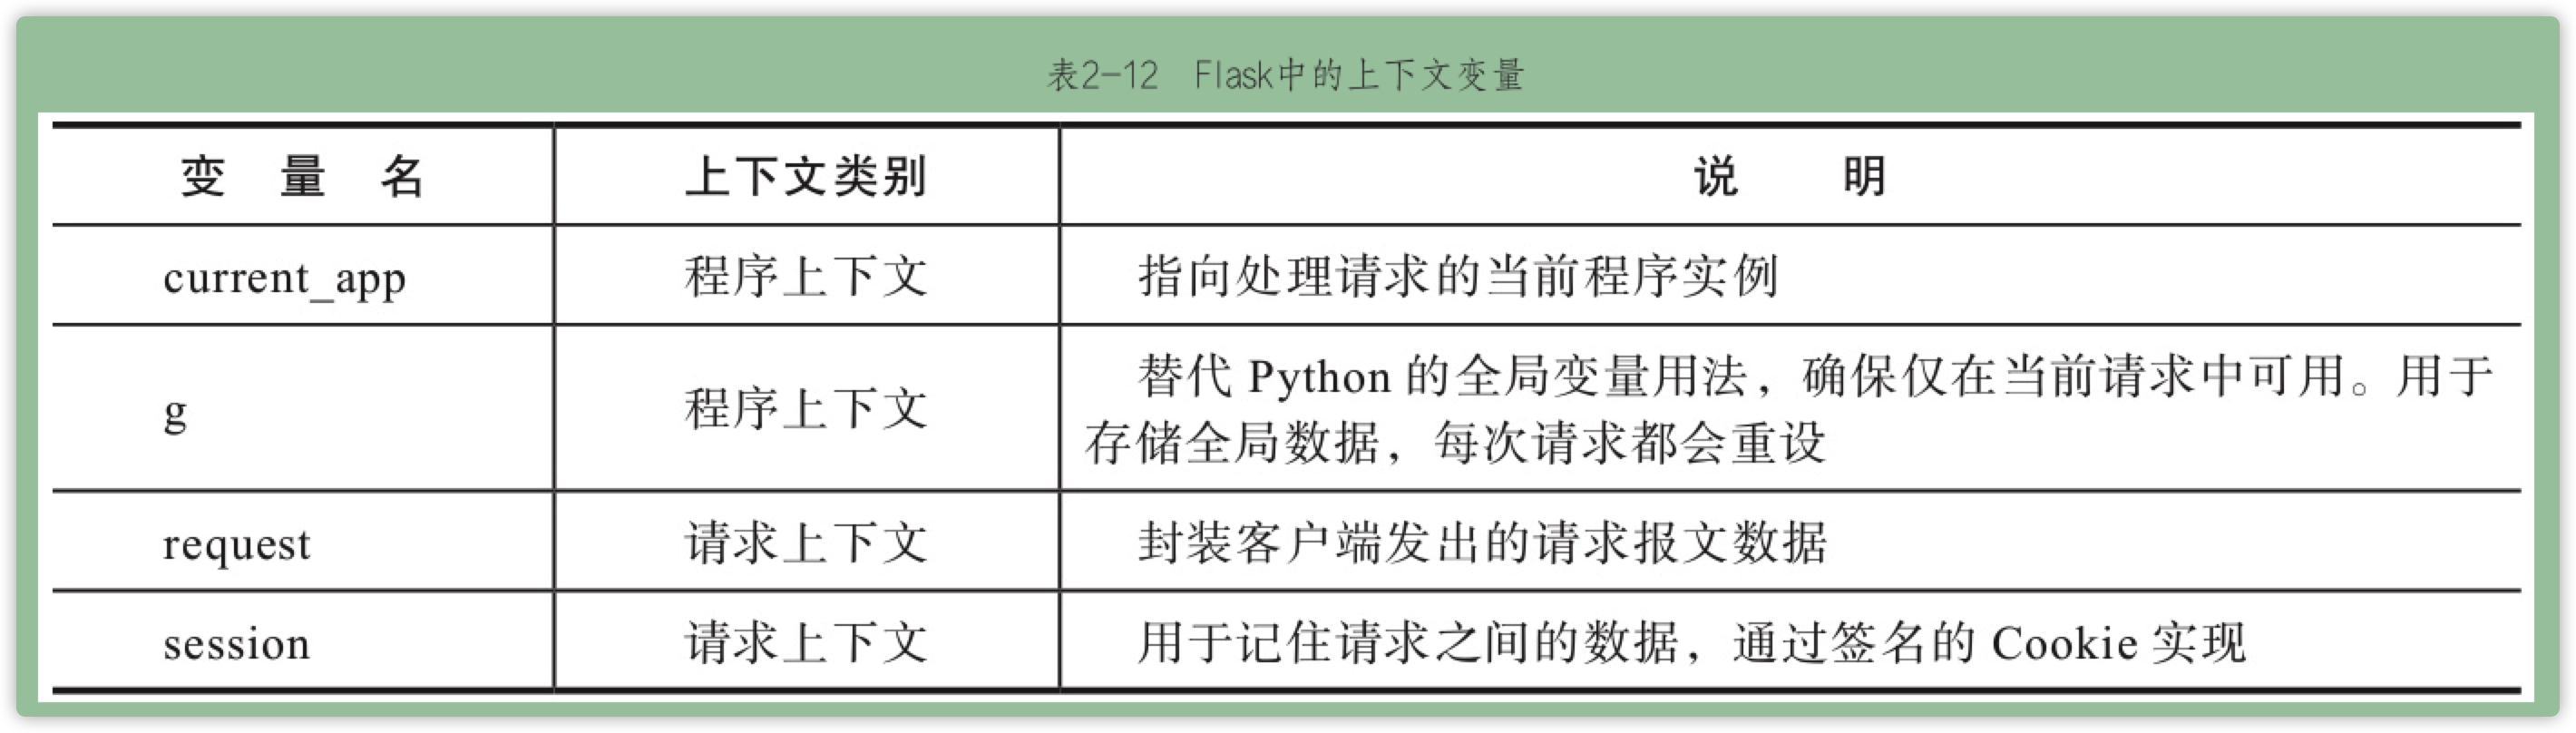 表2-12 Flask中的上下文变量
变 量 名 上下文类别 说 明
current_app 程序上下文 指向处理请求的当前程序实例
g 程序上下文 替代 Python 的全局变量用法，确保仅在当前请求中可用。用于
存储全局数据，每次请求都会重设
request 请求上下文 封装客户端发出的请求报文数据
session 请求上下文 用于记住请求之间的数据，通过签名的 Cookie 实现